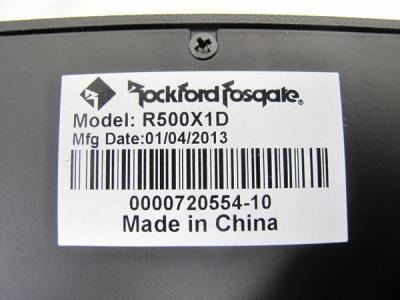 Rockford Fosgate®
Model: R500X1D
Mfg Date:01/04/2013
0000720554-10
Made in China